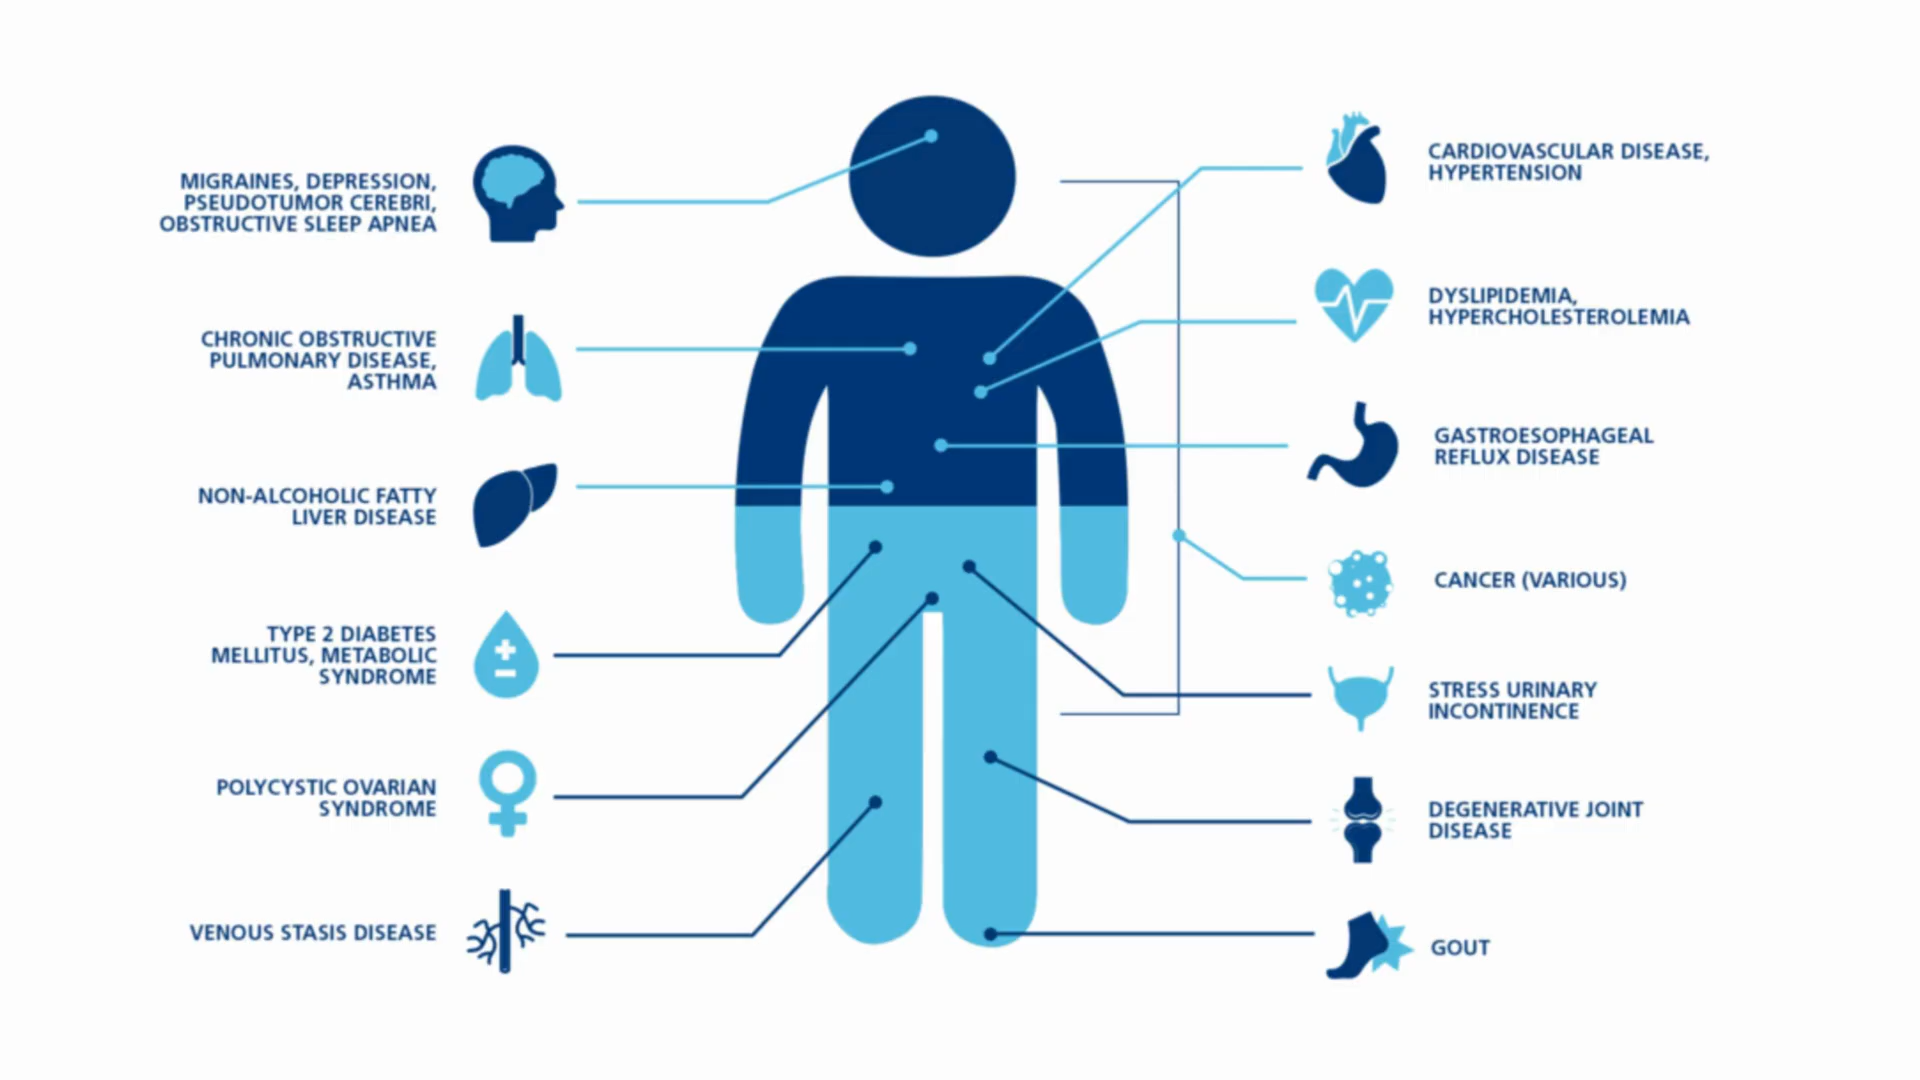 MIGRAINES, DEPRESSION,
PSEUDOTUMOR CEREBRI,
OBSTRUCTIVE SLEEP APNEA
CHRONIC OBSTRUCTIVE
PULMONARY DISEASE,
ASTHMA
NON-ALCOHOLIC FATTY
LIVER DISEASE
TYPE 2 DIABETES
MELLITUS, METABOLIC
SYNDROME
POLYCYSTIC OVARIAN
SYNDROME
VENOUS STASIS DISEASE
CARDIOVASCULAR DISEASE,
HYPERTENSION
DYSLIPIDEMIA,
HYPERCHOLESTEROLEMIA
GASTROESOPHAGEAL
REFLUX DISEASE
CANCER (VARIOUS)
STRESS URINARY
INCONTINENCE
DEGENERATIVE JOINT
DISEASE
GOUT